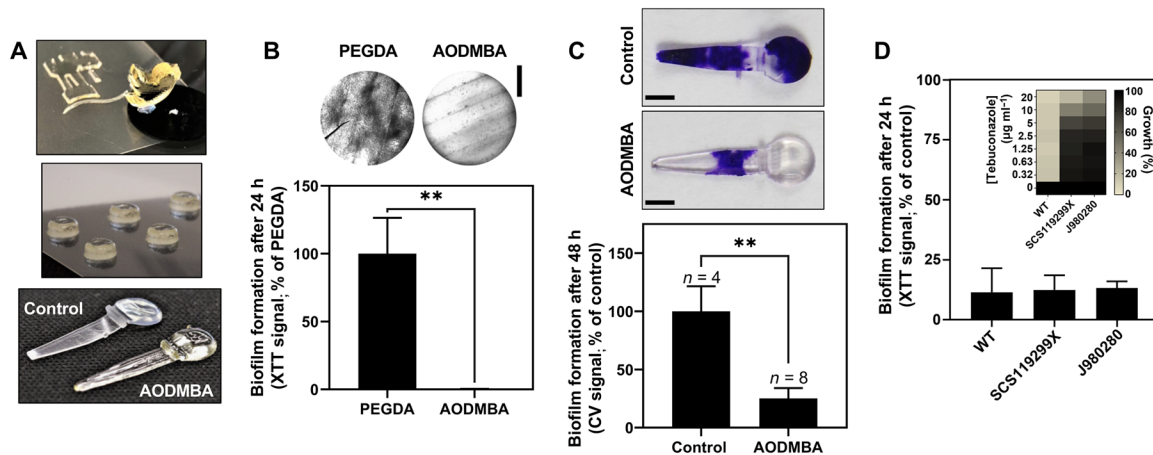 A
Control
AODMBA
B
PEGDA AODMBA
Biofilm formation after 24 h
(XTT signal; % of PEGDA)
150
100
50
0
**
PEGDA AODMBA
C
Control
AODMBA
Biofilm formation after 48 h
(CV signal; % of control)
150
100
50
0
**
n = 4
n = 8
Control AODMBA
D
Biofilm formation after 24 h
(XTT signal; % of control)
100
75
50
25
0
[Tebuconazole]
(µg ml⁻¹)
20
10
5
2.5
1.25
0.63
0.32
0
WT
SCS119299X
J980280
100
80
60
40
20
0
Growth (%)
WT
SCS119299X
J980280